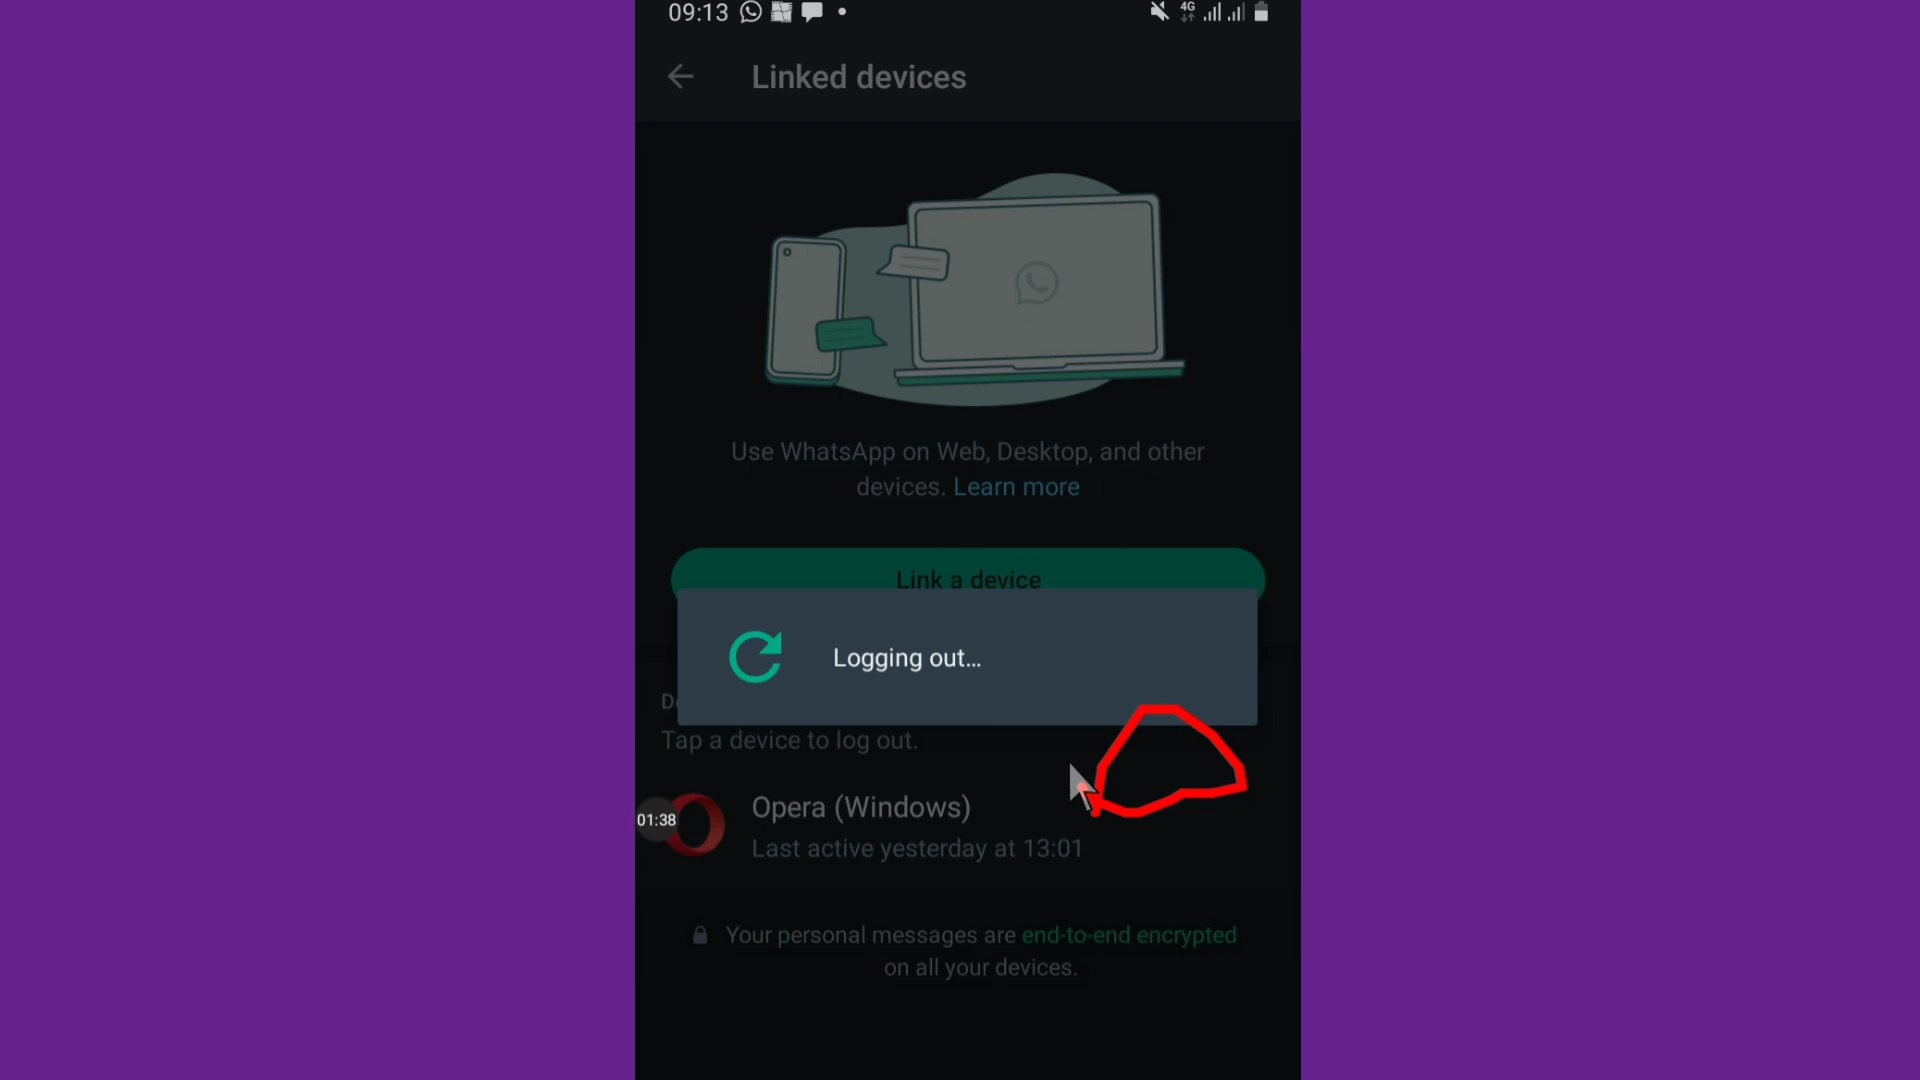 09:13
4G
Linked devices
Use WhatsApp on Web, Desktop, and other
devices. Learn more
Link a device
Logging out...
Tap a device to log out.
Opera (Windows)
01:38
Last active yesterday at 13:01
Your personal messages are end-to-end encrypted
on all your devices.